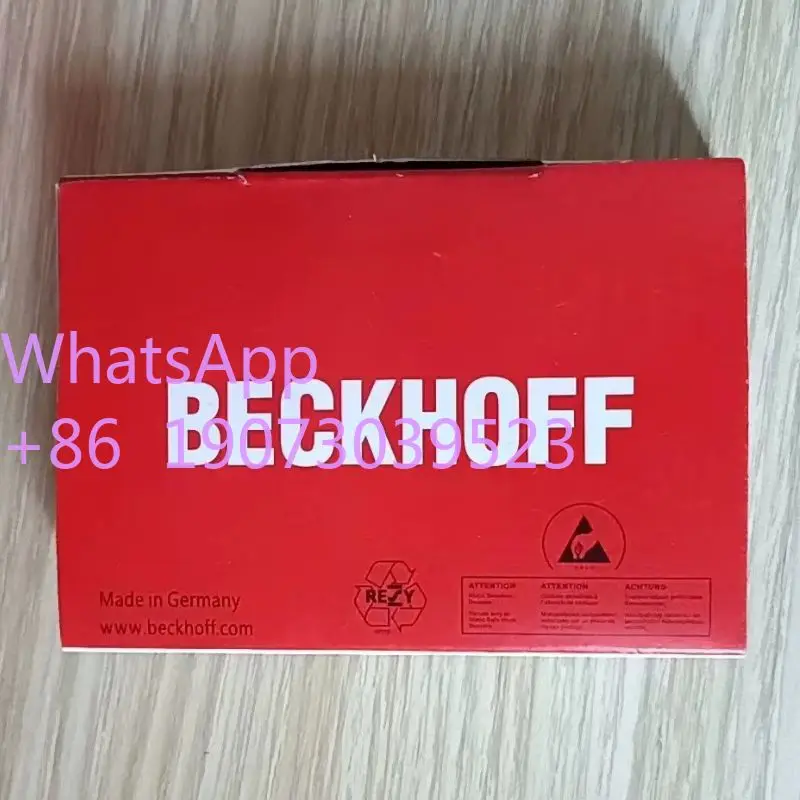 WhatsApp
BECKHOFF
+86 19073039523
Made in Germany
www.beckhoff.com
REZY
ATTENTION
ATTENTION
ACHTUNG